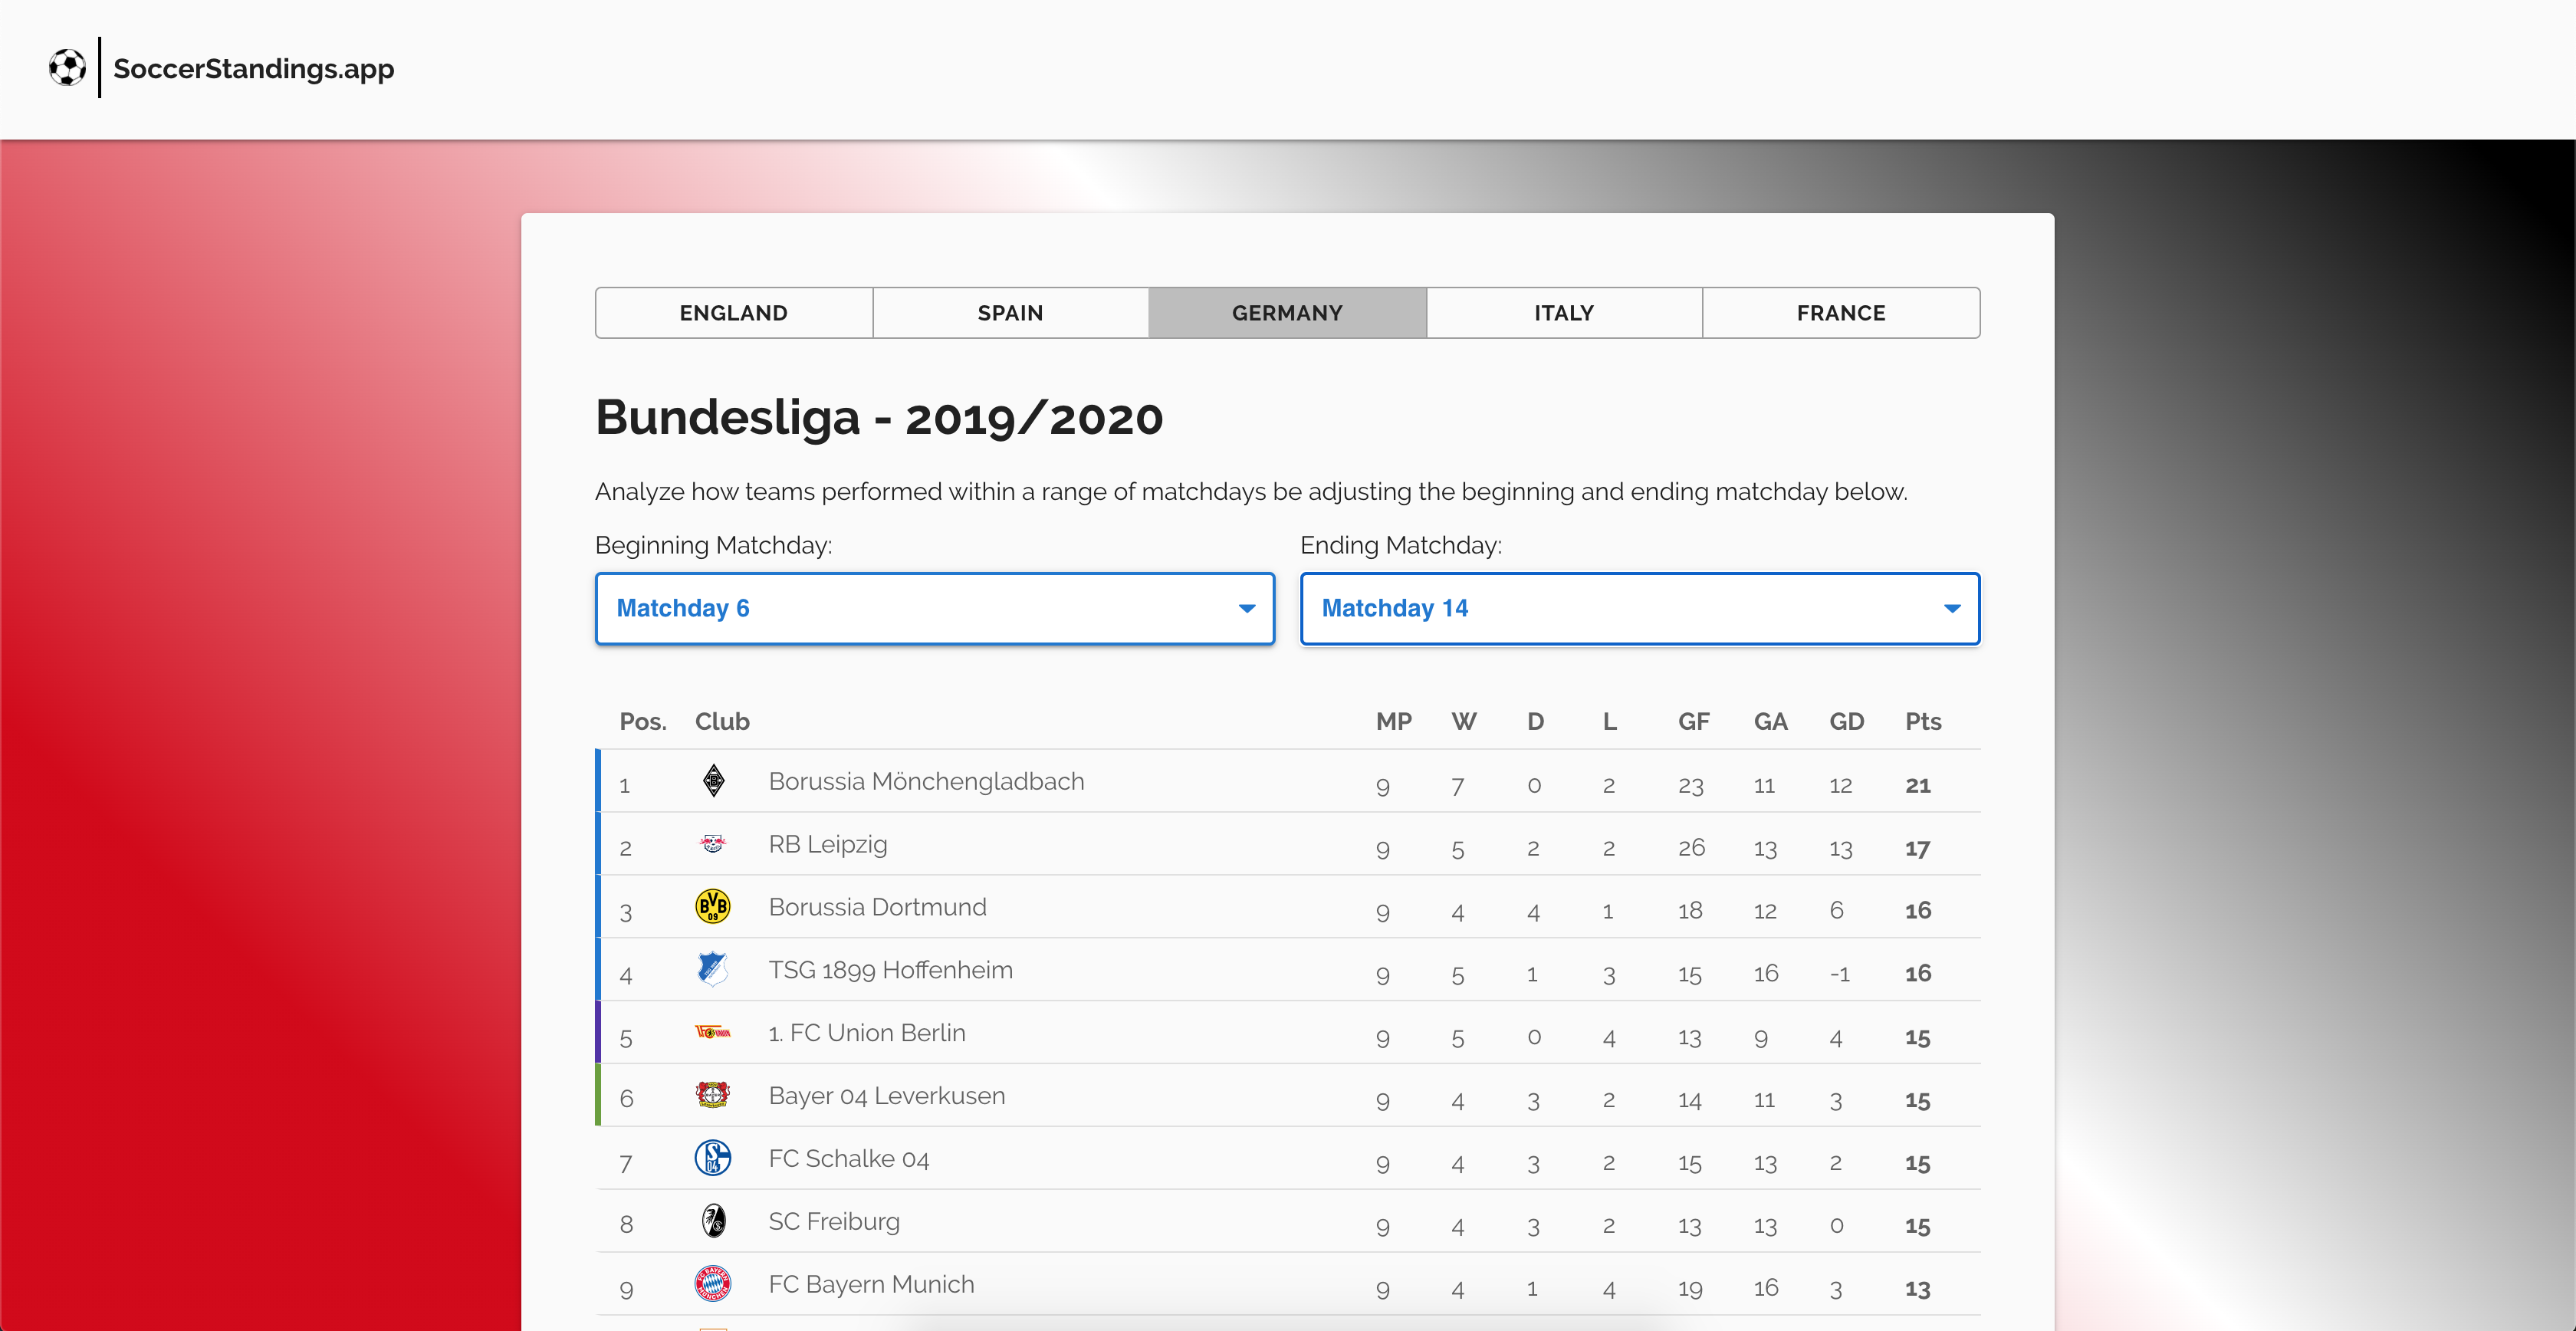 SoccerStandings.app
ENGLAND SPAIN GERMANY ITALY FRANCE
Bundesliga - 2019/2020
Analyze how teams performed within a range of matchdays be adjusting the beginning and ending matchday below.
Beginning Matchday: Ending Matchday:
Matchday 6 Matchday 14
Pos. Club MP W D L GF GA GD Pts
1 Borussia Mönchengladbach 9 7 0 2 23 11 12 21
2 RB Leipzig 9 5 2 2 26 13 13 17
3 BVB 09 Borussia Dortmund 9 4 4 1 18 12 6 16
4 TSG 1899 Hoffenheim 9 5 1 3 15 16 -1 16
5 1. FC Union Berlin 9 5 0 4 13 9 4 15
6 Bayer 04 Leverkusen 9 4 3 2 14 11 3 15
7 S 04 FC Schalke 04 9 4 3 2 15 13 2 15
8 SC Freiburg 9 4 3 2 13 13 0 15
9 FC BAYERN MÜNCHEN FC Bayern Munich 9 4 1 4 19 16 3 13